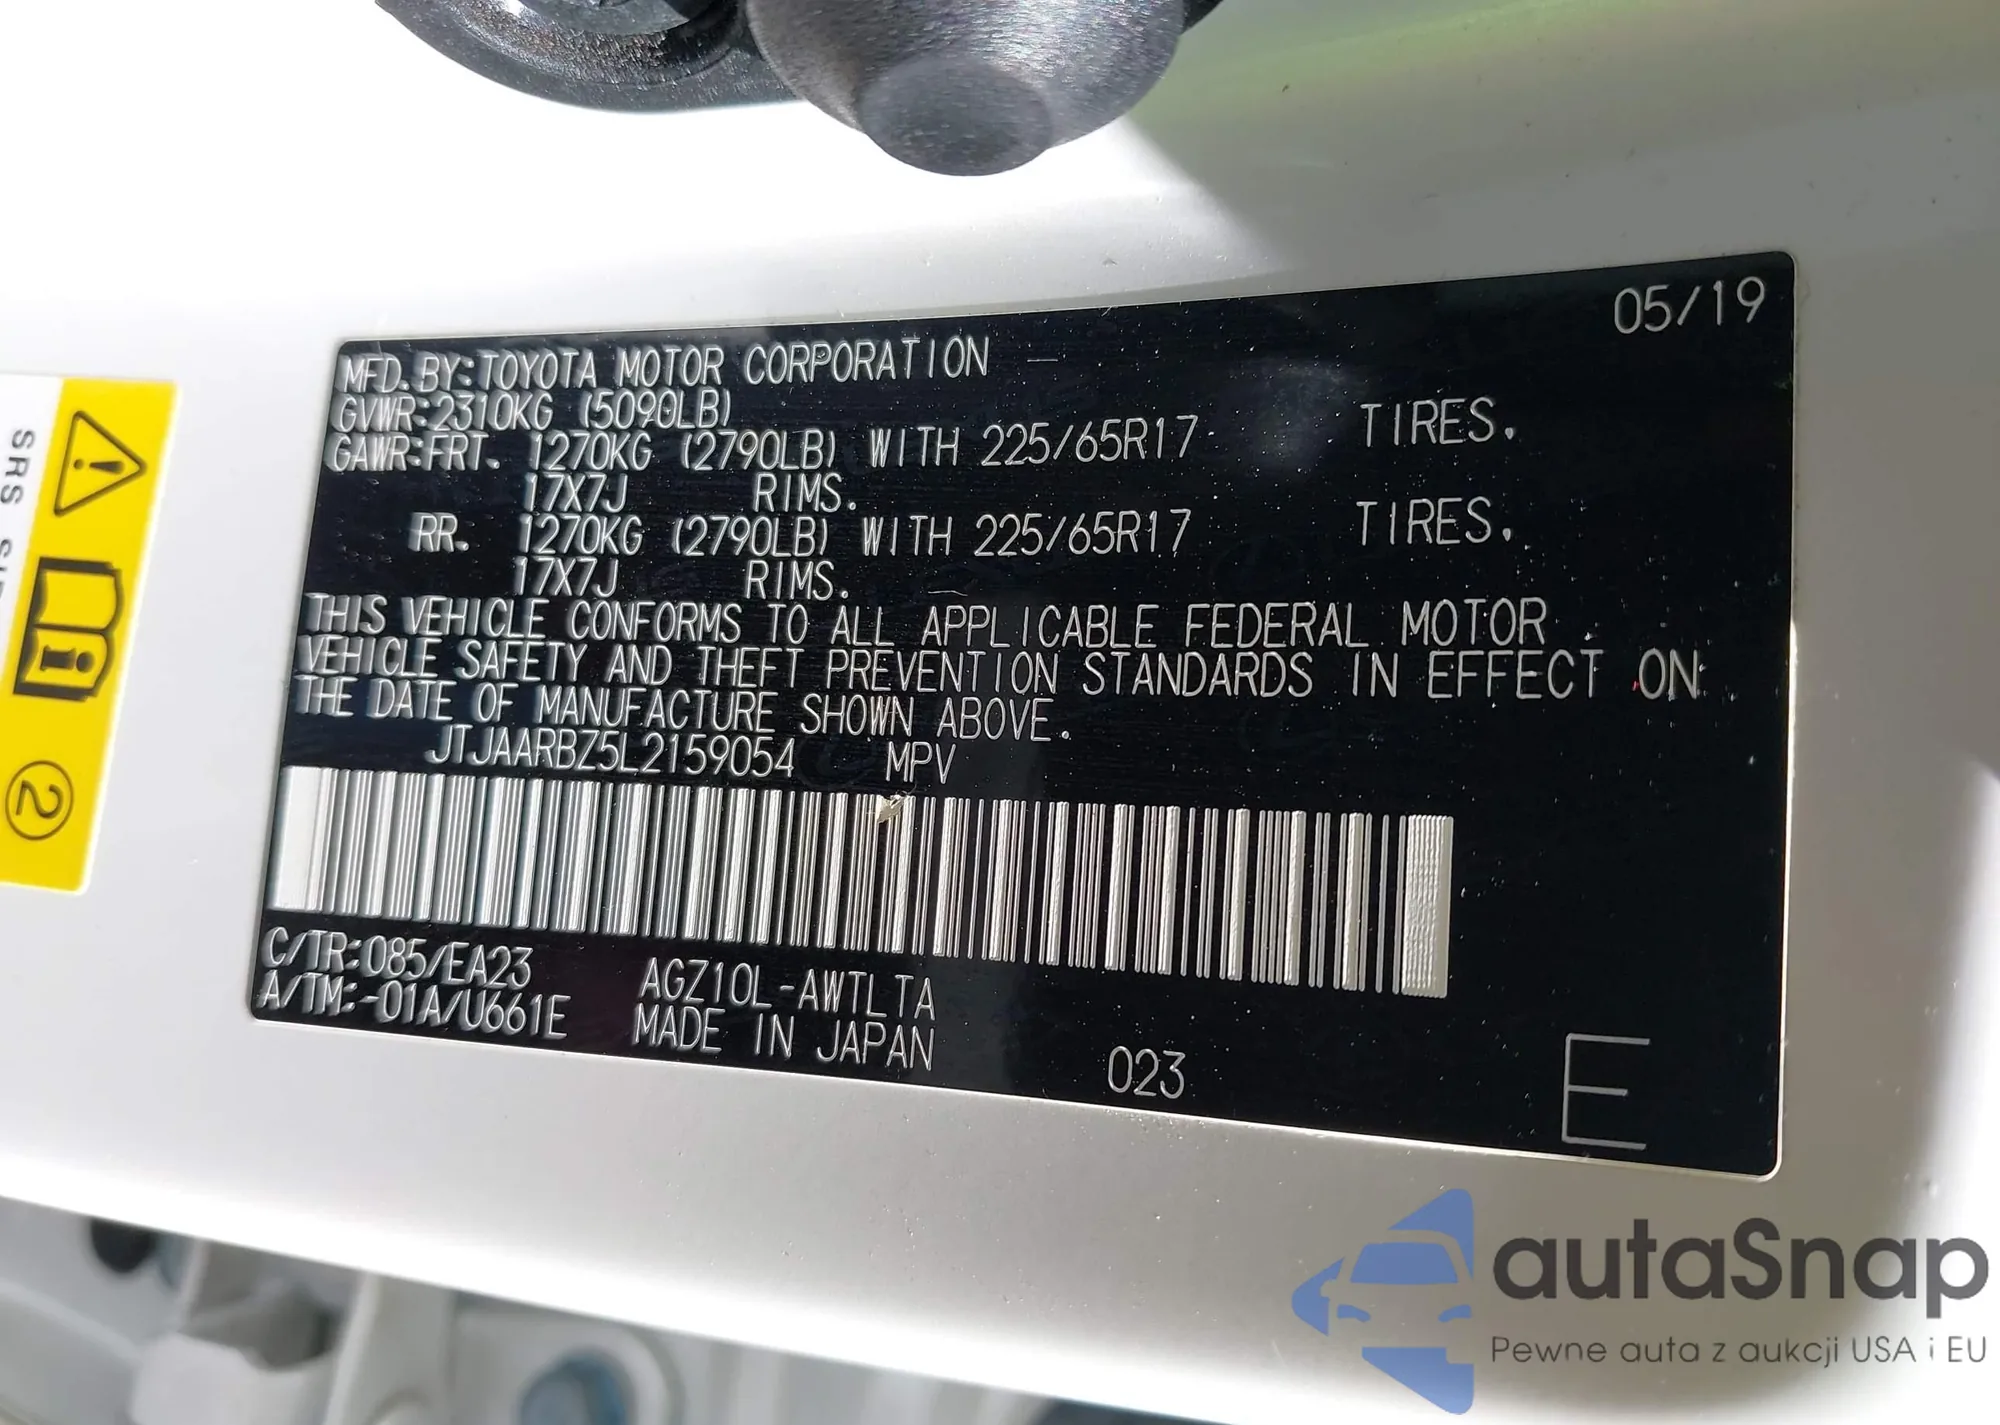 05/19
MFD. BY: TOYOTA MOTOR CORPORATION
GVWR: 2310KG (5090LB)
GAWR: FRT. 1270KG (2790LB) WITH 225/65R17 TIRES.
17X7J RIMS.
RR. 1270KG (2790LB) WITH 225/65R17 TIRES.
17X7J RIMS.
THIS VEHICLE CONFORMS TO ALL APPLICABLE FEDERAL MOTOR
VEHICLE SAFETY AND THEFT PREVENTION STANDARDS IN EFFECT ON
THE DATE OF MANUFACTURE SHOWN ABOVE.
JTJAARBZ5L2159054 MPV
C/TR: 085/EA23 AGZ10L-AWTLTA
A/TM: -01A/U661E MADE IN JAPAN
023
E
SRS
2
autaSnap
Pewne auta z aukcji USA i EU